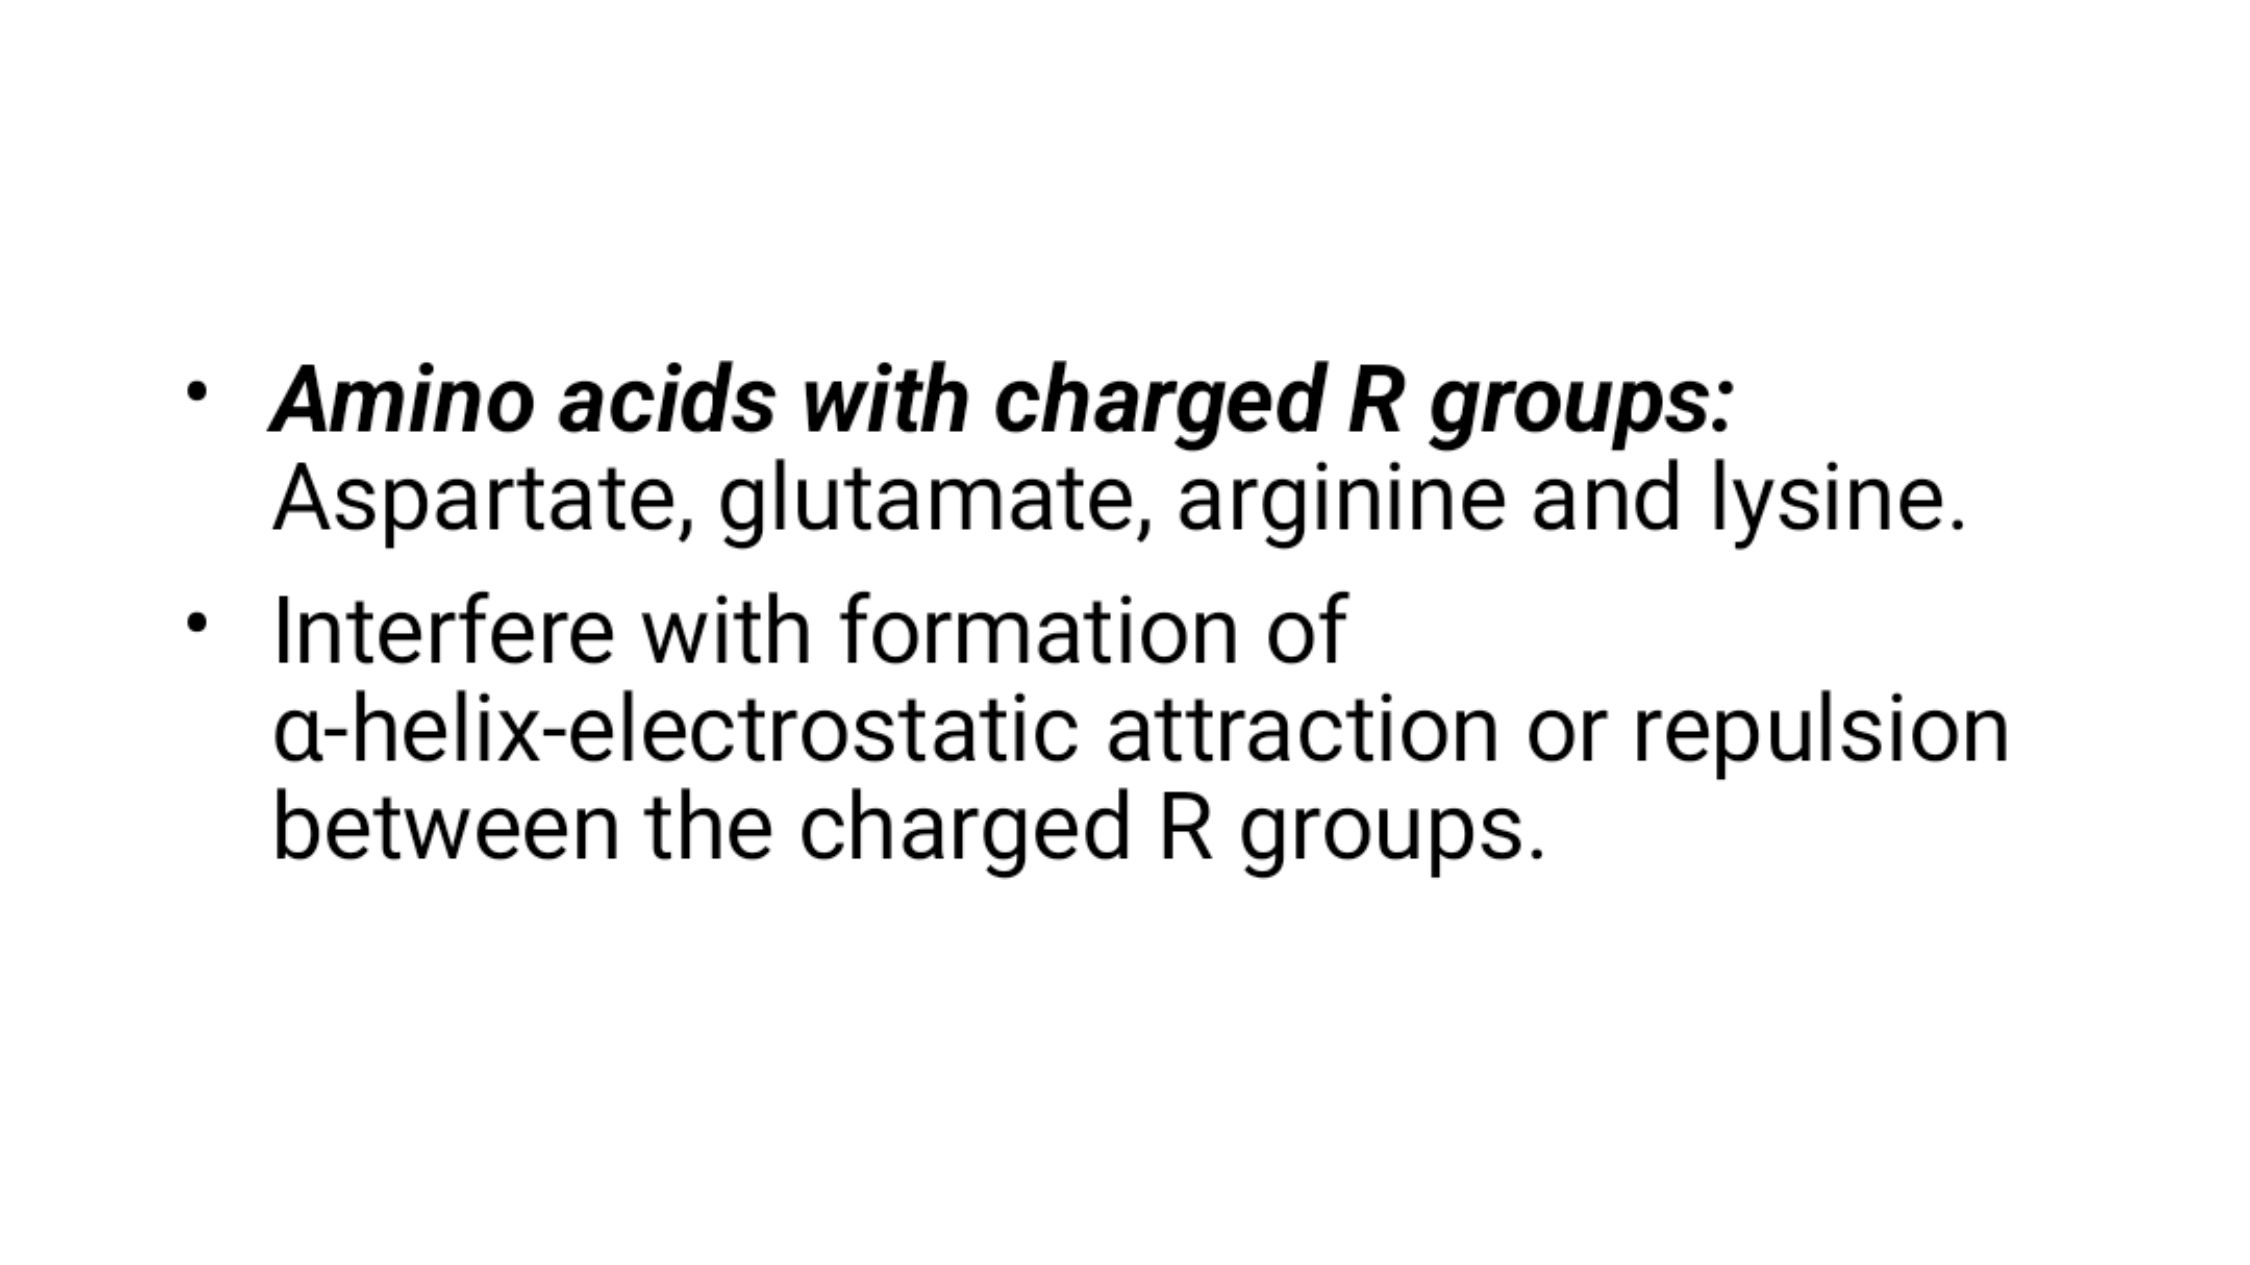 • Amino acids with charged R groups:
Aspartate, glutamate, arginine and lysine.
• Interfere with formation of
α-helix-electrostatic attraction or repulsion
between the charged R groups.